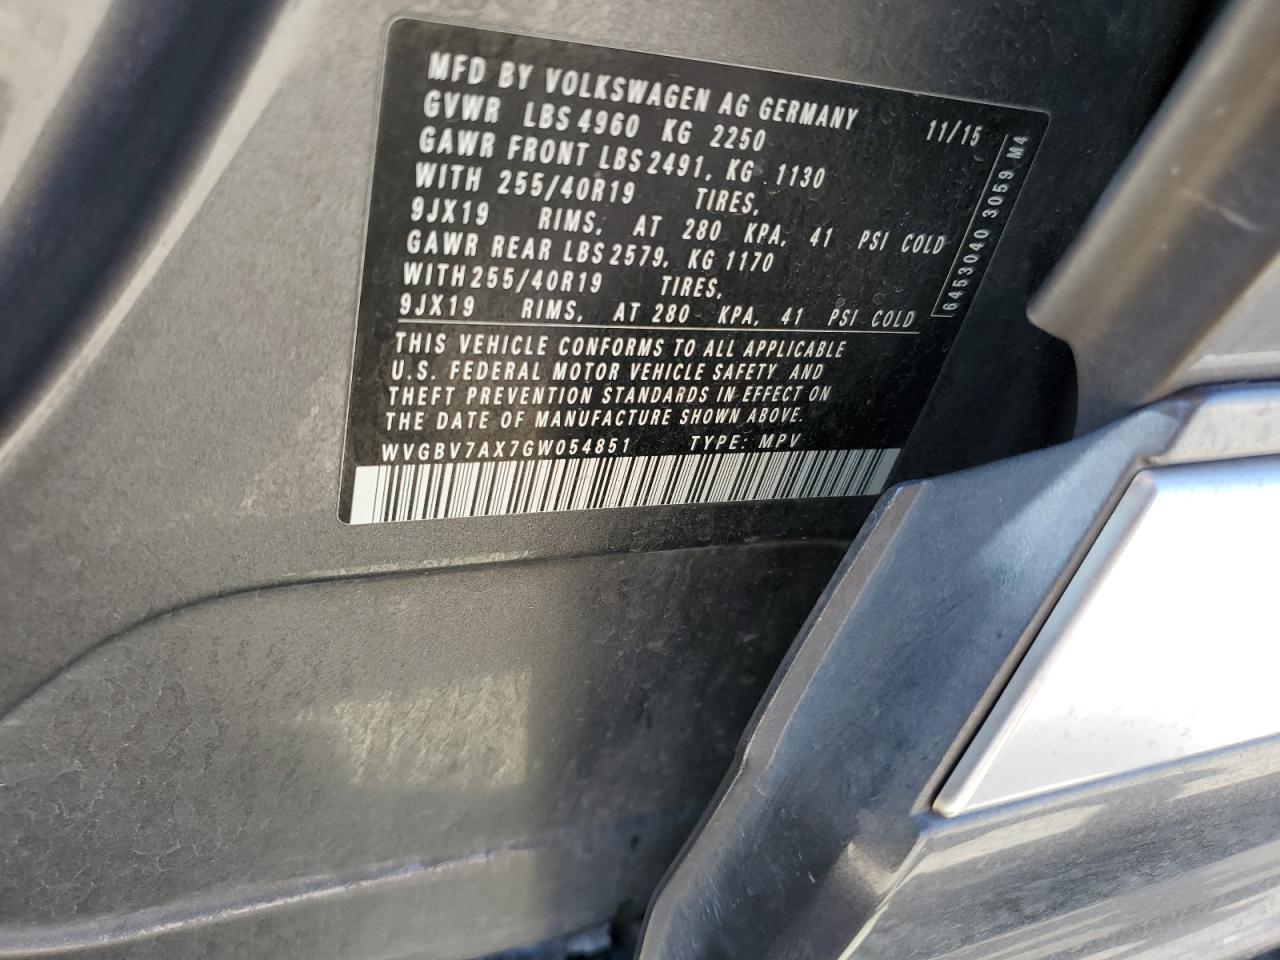 MFD BY VOLKSWAGEN AG GERMANY 11/15
GVWR LBS 4960 KG 2250
GAWR FRONT LBS 2491, KG 1130
WITH 255/40R19 TIRES,
9JX19 RIMS, AT 280 KPA, 41 PSI COLD
GAWR REAR LBS 2579, KG 1170
WITH 255/40R19 TIRES,
9JX19 RIMS, AT 280 KPA, 41 PSI COLD
THIS VEHICLE CONFORMS TO ALL APPLICABLE
U.S. FEDERAL MOTOR VEHICLE SAFETY AND
THEFT PREVENTION STANDARDS IN EFFECT ON
THE DATE OF MANUFACTURE SHOWN ABOVE.
WVGBV7AX7GW054851 TYPE: MPV
6453040 3059 M4